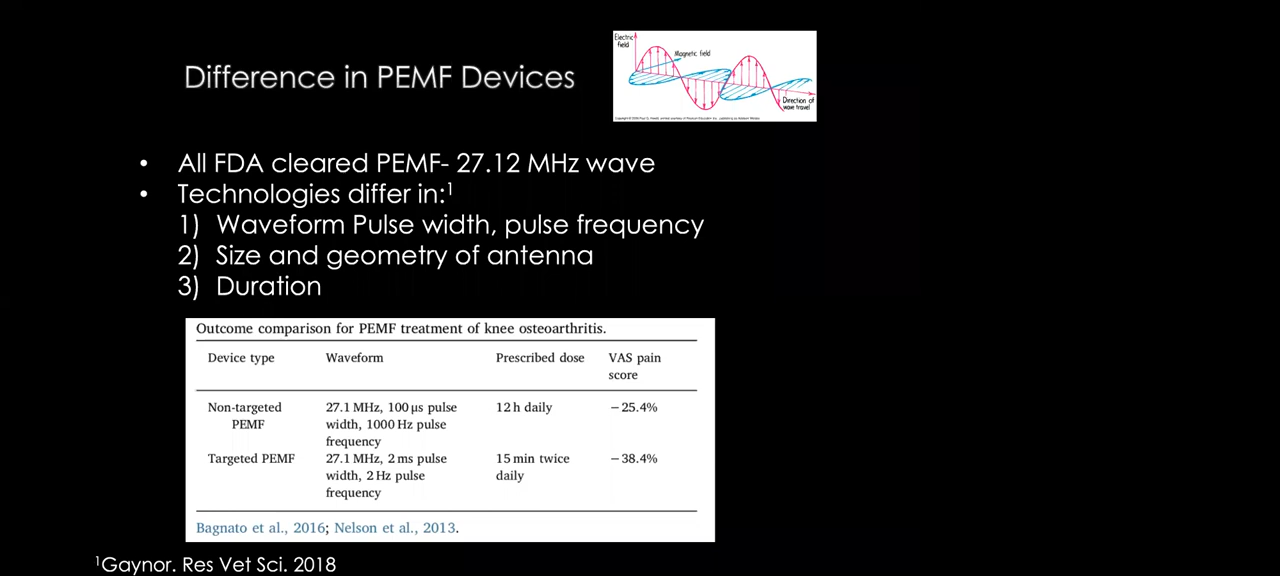 Difference in PEMF Devices
Electric
field
Magnetic field
Direction of
wave travel
• All FDA cleared PEMF- 27.12 MHz wave
• Technologies differ in:1
1) Waveform Pulse width, pulse frequency
2) Size and geometry of antenna
3) Duration
Outcome comparison for PEMF treatment of knee osteoarthritis.
Device type Waveform Prescribed dose VAS pain
score
Non-targeted 27.1 MHz, 100 μs pulse 12 h daily −25.4%
PEMF width, 1000 Hz pulse
frequency
Targeted PEMF 27.1 MHz, 2 ms pulse 15 min twice −38.4%
width, 2 Hz pulse daily
frequency
Bagnato et al., 2016; Nelson et al., 2013.
1Gaynor. Res Vet Sci. 2018